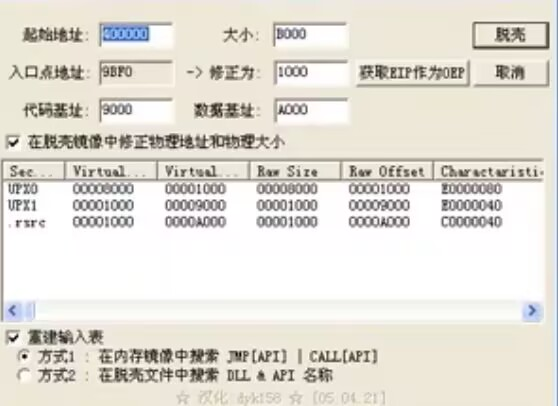 起始地址: 400000 大小: B000 脱壳
入口点地址: 9BF0 -> 修正为: 1000 获取EIP作为OEP 取消
代码基址: 9000 数据基址: A000
在脱壳镜像中修正物理地址和物理大小
Sec... Virtual... Virtual... Raw Size Raw Offset Characteristi
UPX0 00008000 00001000 00008000 00001000 E0000080
UPX1 00001000 00009000 00001000 00009000 E0000040
.rsrc 00001000 0000A000 00001000 0000A000 C0000040
重建输入表
方式1 : 在内存镜像中搜索 JMP[API] | CALL[API]
方式2 : 在脱壳文件中搜索 DLL & API 名称
☆ 汉化 dyk158 ☆ [05.04.21]